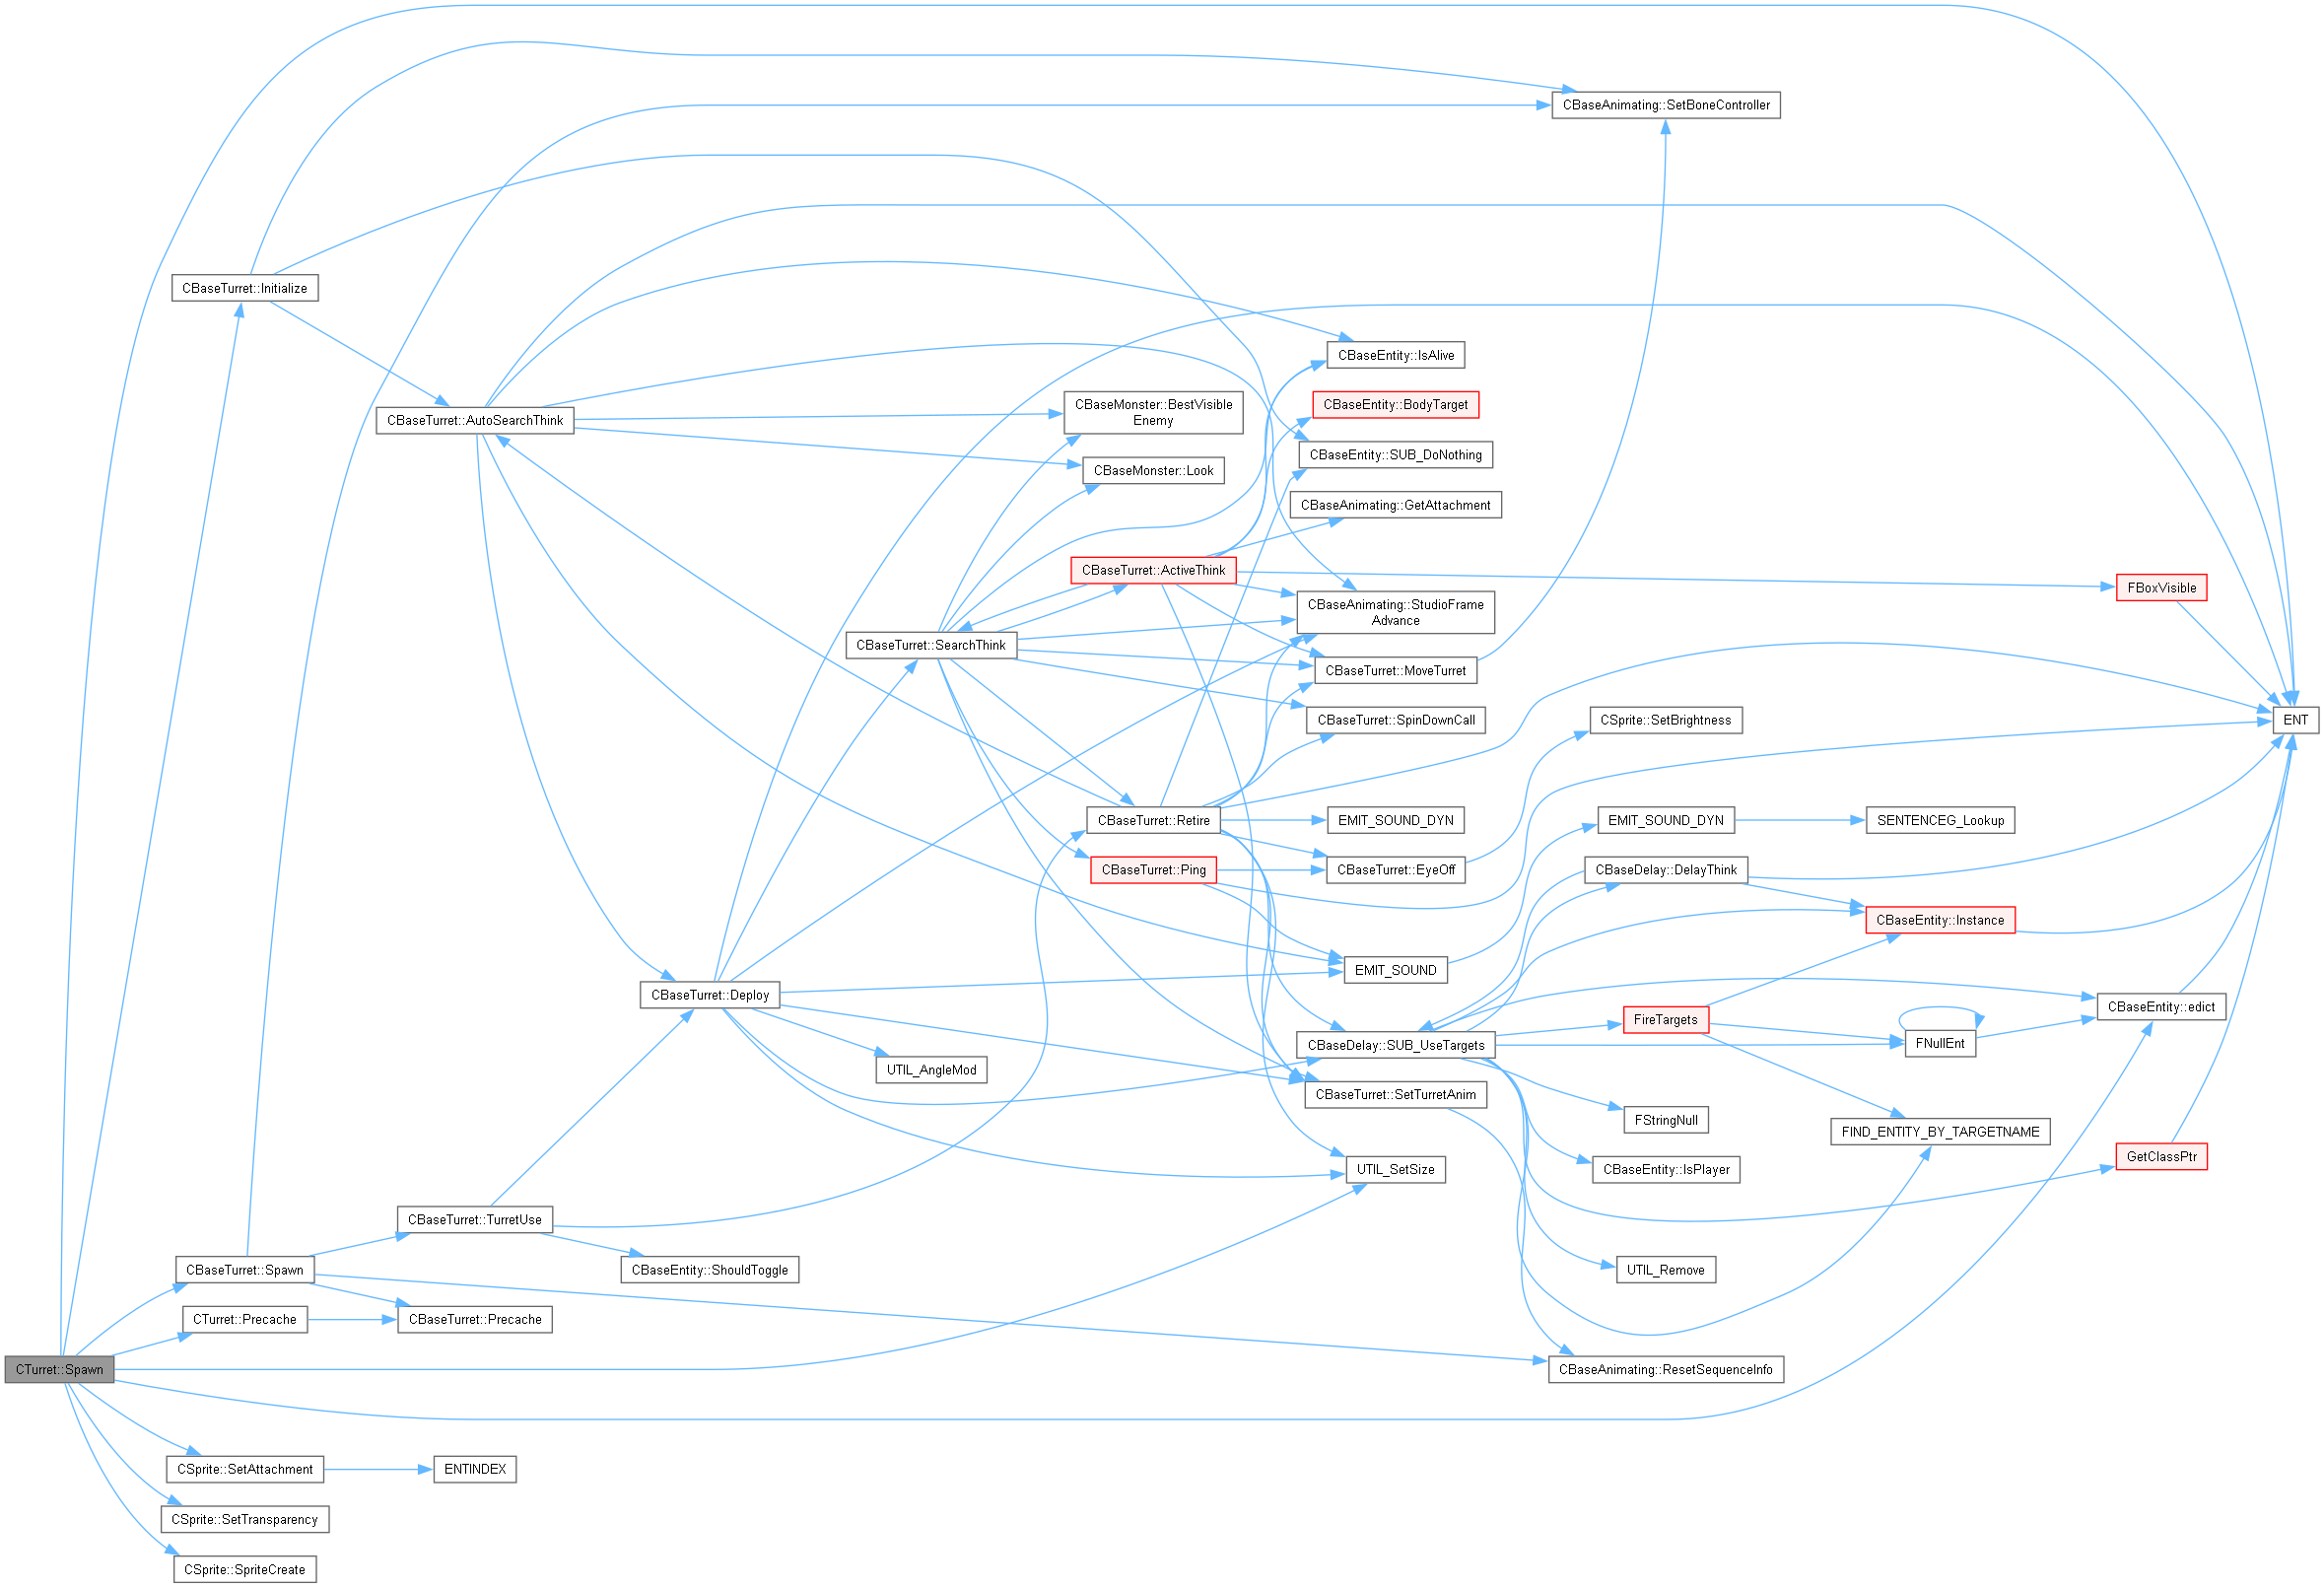 CBaseAnimating::SetBoneController
CBaseTurret::Initialize
CBaseEntity::IsAlive
CBaseMonster::BestVisible
Enemy
CBaseEntity::BodyTarget
CBaseTurret::AutoSearchThink
CBaseEntity::SUB_DoNothing
CBaseMonster::Look
CBaseAnimating::GetAttachment
CBaseTurret::ActiveThink
FBoxVisible
CBaseAnimating::StudioFrame
Advance
CBaseTurret::SearchThink
CBaseTurret::MoveTurret
CBaseTurret::SpinDownCall
CSprite::SetBrightness
ENT
CBaseTurret::Retire
EMIT_SOUND_DYN
EMIT_SOUND_DYN
SENTENCEG_Lookup
CBaseTurret::Ping
CBaseTurret::EyeOff
CBaseDelay::DelayThink
CBaseEntity::Instance
EMIT_SOUND
CBaseTurret::Deploy
CBaseEntity::edict
FireTargets
CBaseDelay::SUB_UseTargets
FNullEnt
UTIL_AngleMod
CBaseTurret::SetTurretAnim
FStringNull
FIND_ENTITY_BY_TARGETNAME
GetClassPtr
UTIL_SetSize
CBaseEntity::IsPlayer
CBaseTurret::TurretUse
CBaseTurret::Spawn
CBaseEntity::ShouldToggle
UTIL_Remove
CTurret::Precache
CBaseTurret::Precache
CTurret::Spawn
CBaseAnimating::ResetSequenceInfo
CSprite::SetAttachment
ENTINDEX
CSprite::SetTransparency
CSprite::SpriteCreate